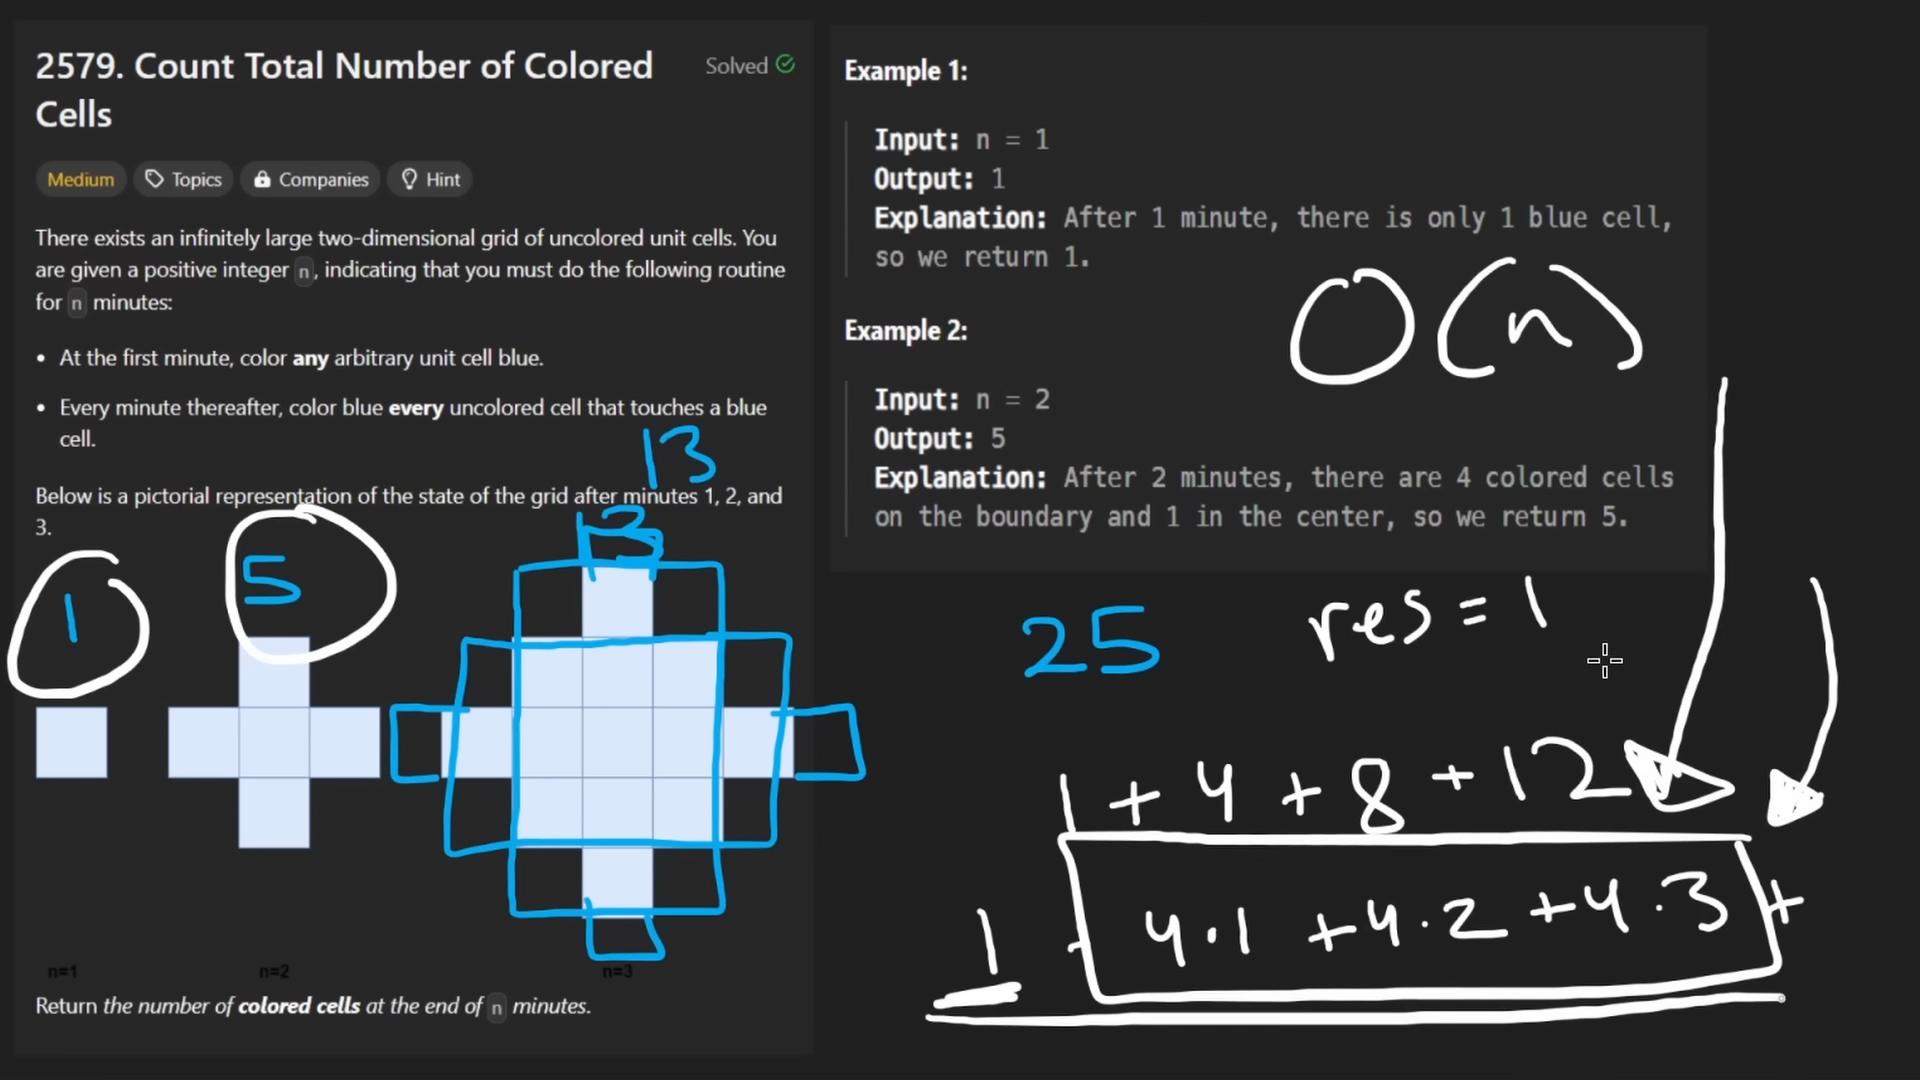 2579. Count Total Number of Colored
Cells
Solved
Medium Topics Companies Hint
There exists an infinitely large two-dimensional grid of uncolored unit cells. You
are given a positive integer n, indicating that you must do the following routine
for n minutes:
• At the first minute, color any arbitrary unit cell blue.
• Every minute thereafter, color blue every uncolored cell that touches a blue
cell.
13
Below is a pictorial representation of the state of the grid after minutes 1, 2, and
3.
13
1
5
n=1 n=2 n=3
Return the number of colored cells at the end of n minutes.
Example 1:
Input: n = 1
Output: 1
Explanation: After 1 minute, there is only 1 blue cell,
so we return 1.
O(n)
Example 2:
Input: n = 2
Output: 5
Explanation: After 2 minutes, there are 4 colored cells
on the boundary and 1 in the center, so we return 5.
25
res = 1
1 + 4 + 8 + 12
1 + 4·1 + 4·2 + 4·3 +